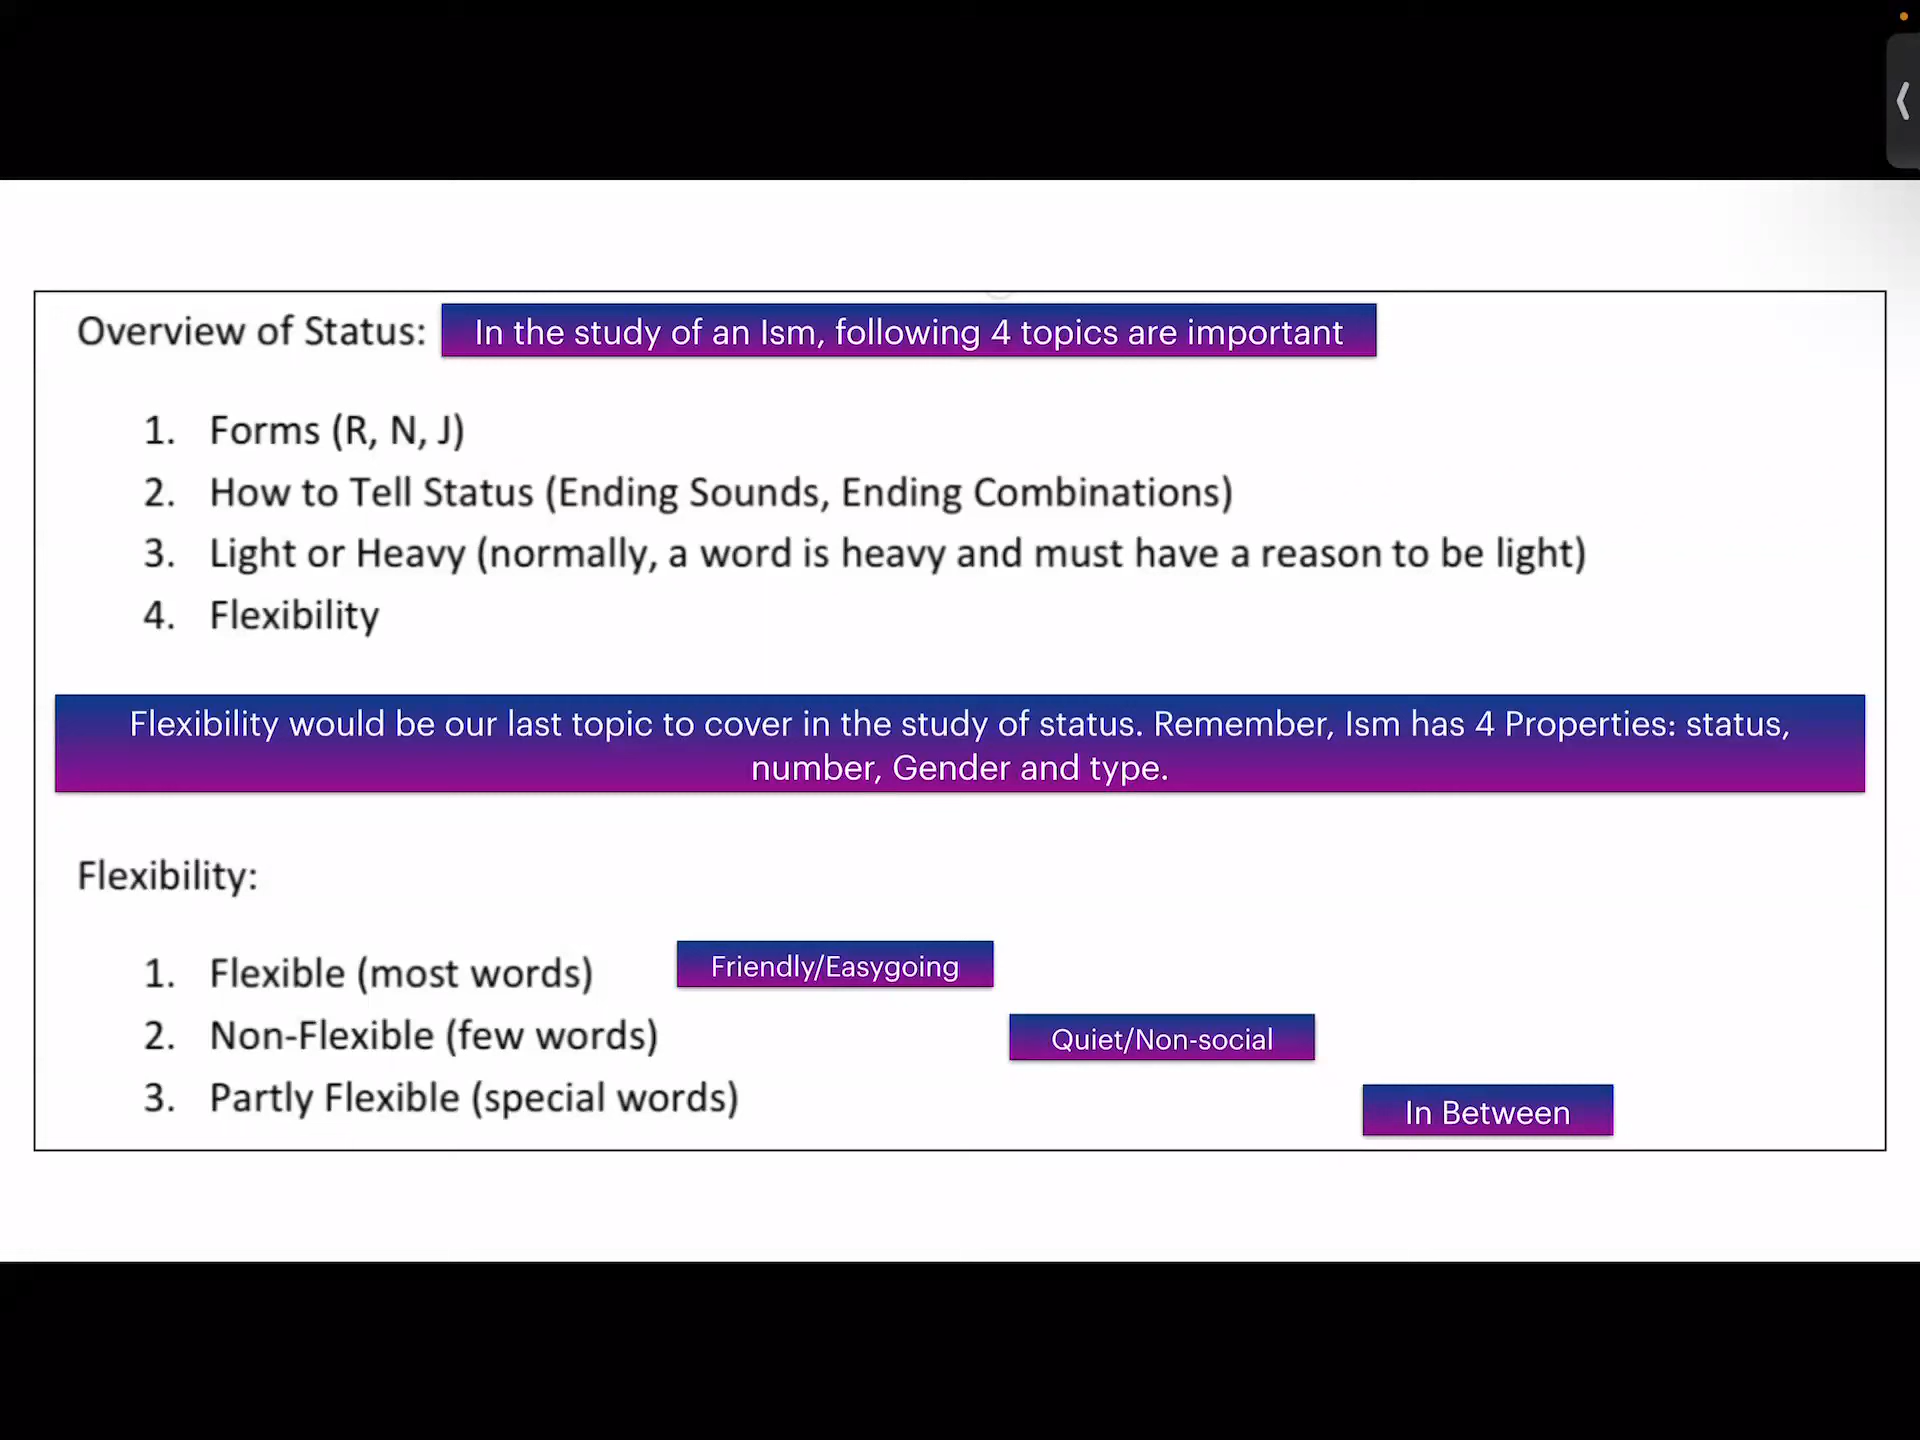 Overview of Status: In the study of an Ism, following 4 topics are important
1. Forms (R, N, J)
2. How to Tell Status (Ending Sounds, Ending Combinations)
3. Light or Heavy (normally, a word is heavy and must have a reason to be light)
4. Flexibility
Flexibility would be our last topic to cover in the study of status. Remember, Ism has 4 Properties: status,
number, Gender and type.
Flexibility:
1. Flexible (most words) Friendly/Easygoing
2. Non-Flexible (few words) Quiet/Non-social
3. Partly Flexible (special words) In Between